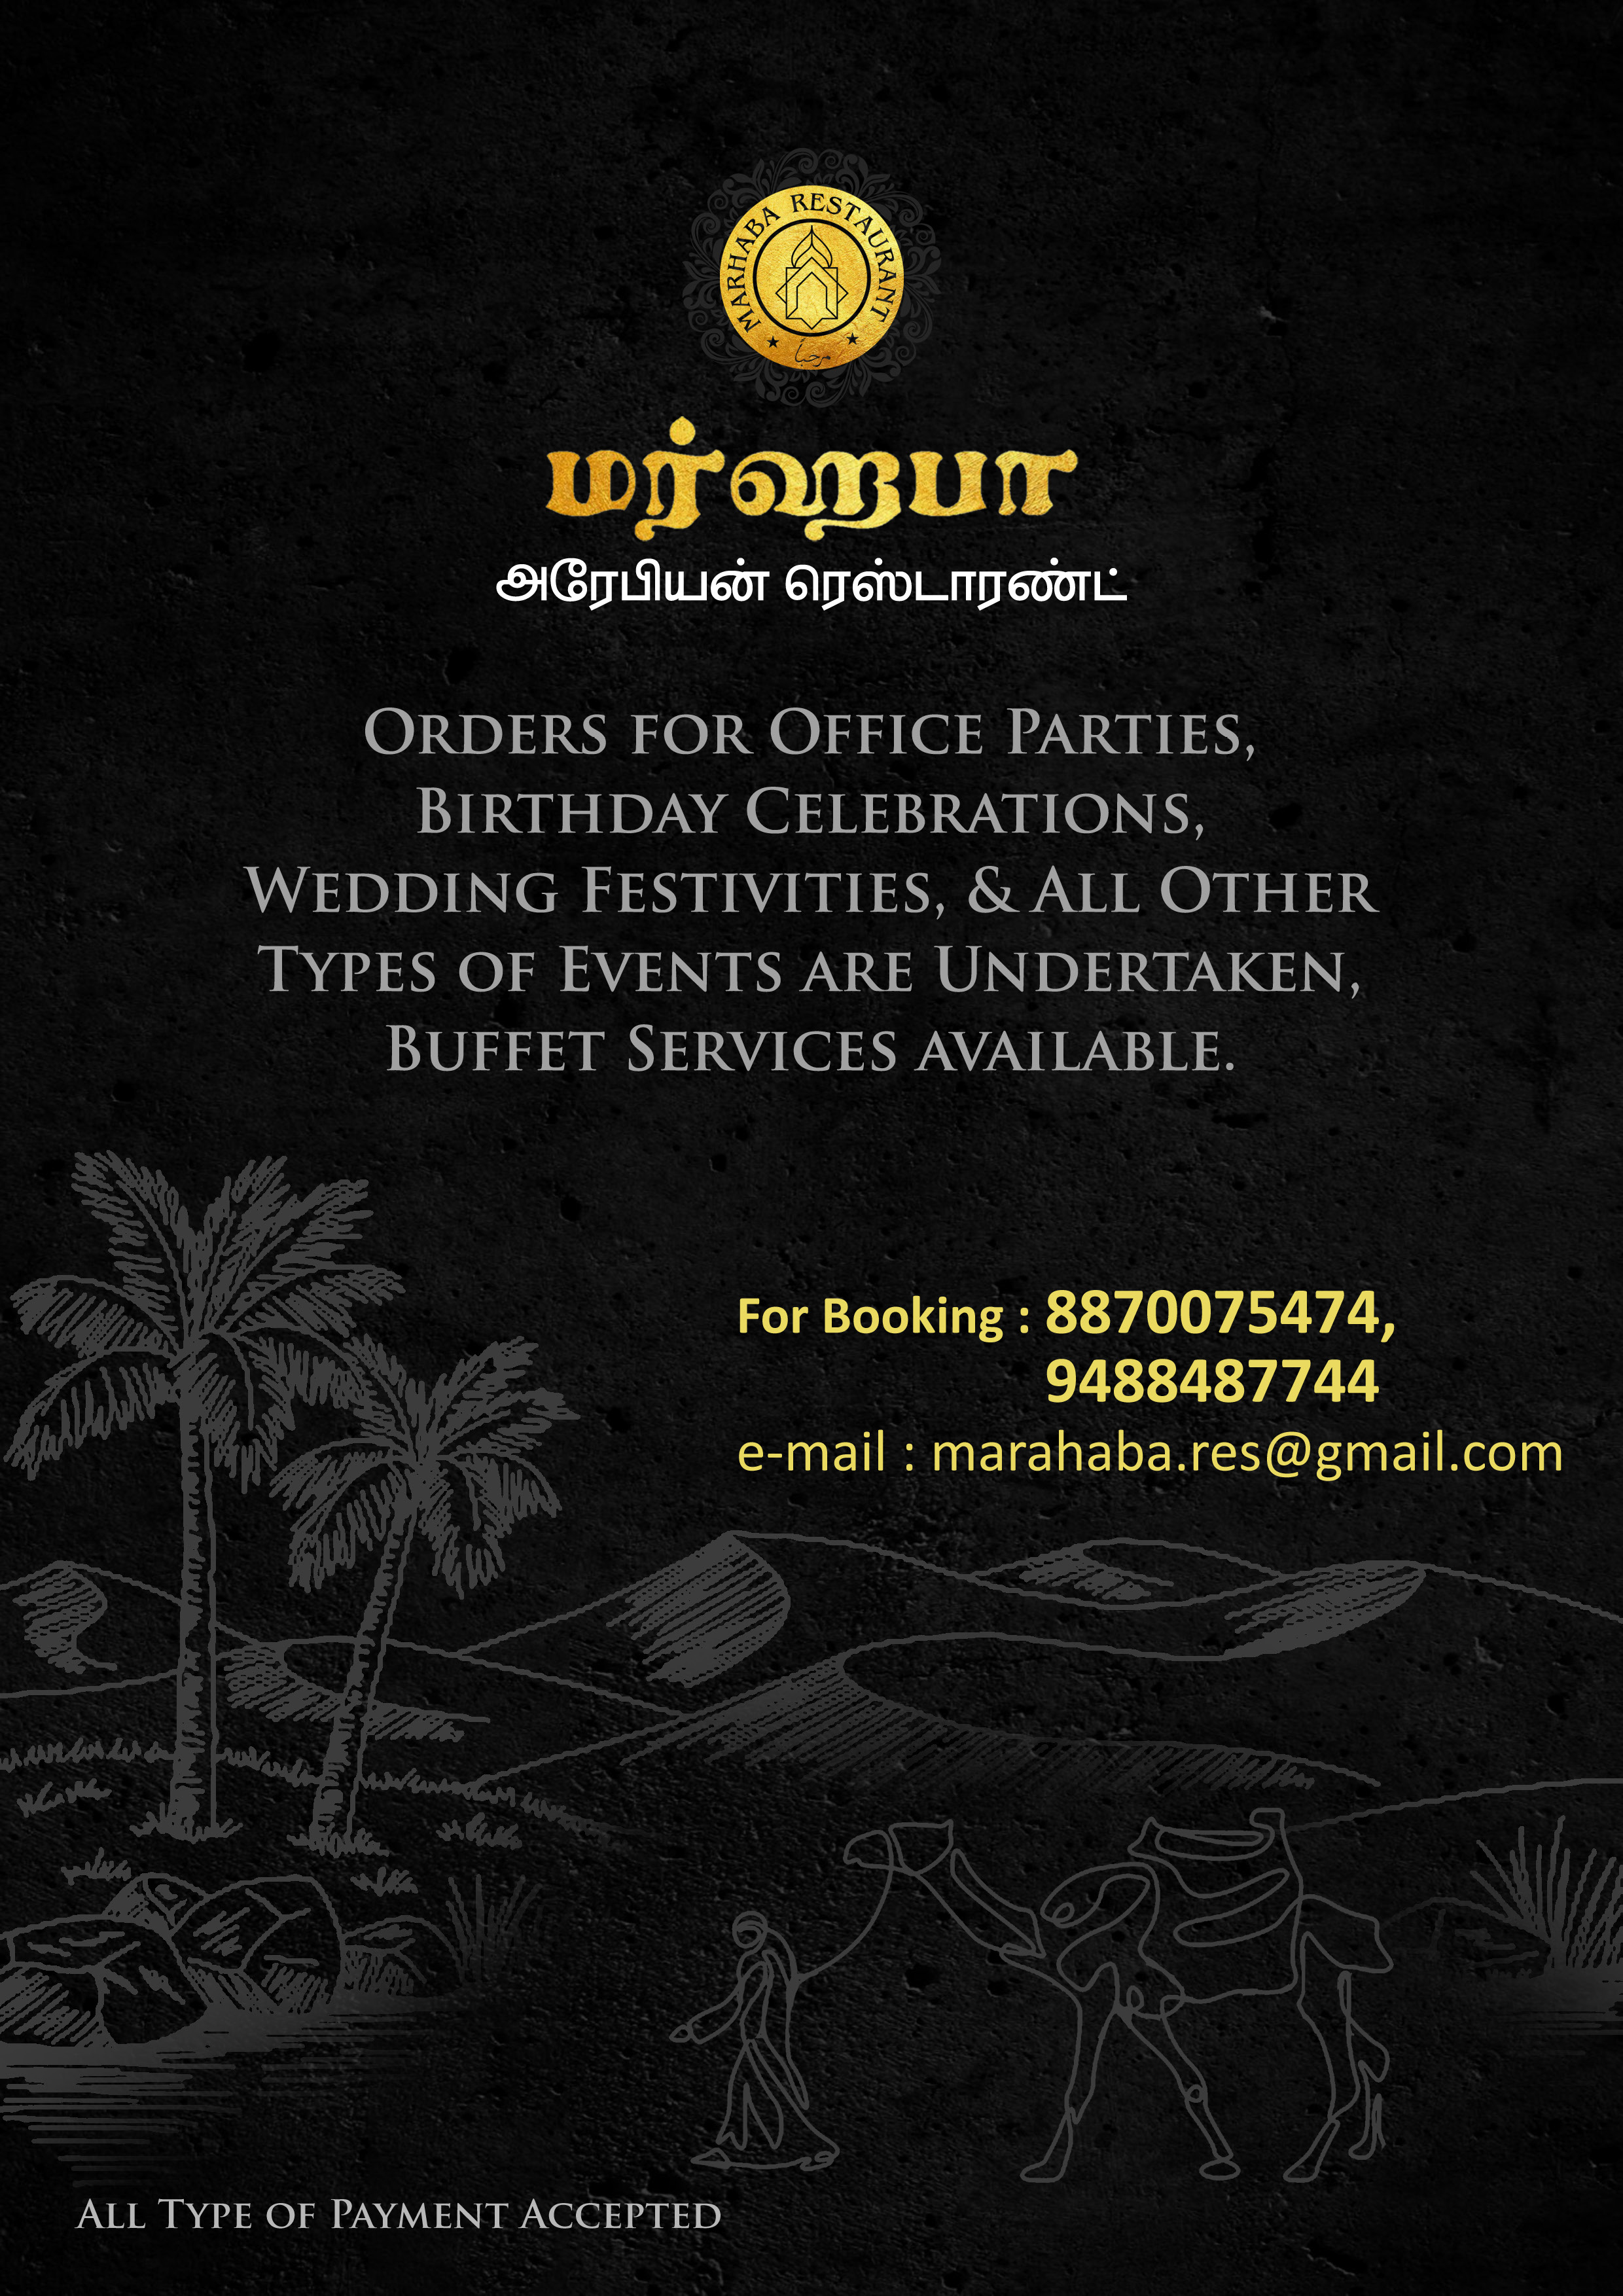 MARHABA RESTAURANT
مرحباً
மர்ஹபா
அரேபியன் ரெஸ்டாரண்ட்
Orders for Office Parties,
Birthday Celebrations,
Wedding Festivities, & All Other
Types of Events are Undertaken,
Buffet Services available.
For Booking : 8870075474,
9488487744
e-mail : marahaba.res@gmail.com
All Type of Payment Accepted